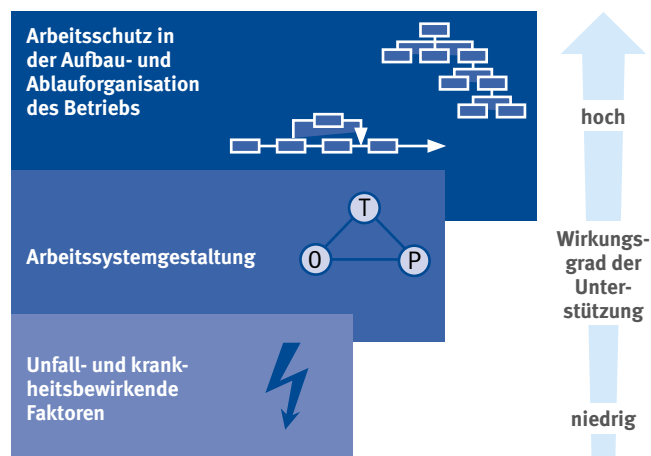 Arbeitsschutz in
der Aufbau- und
Ablauforganisation
des Betriebs
hoch
Wirkungs-
grad der
Unter-
stützung
Arbeitssystemgestaltung
T
O
P
Unfall- und krank-
heitsbewirkende
Faktoren
niedrig